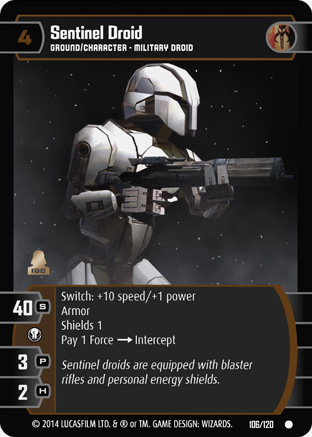 4 Sentinel Droid
GROUND/CHARACTER - MILITARY DROID
IDC
40 S
Switch: +10 speed/+1 power
Armor
Shields 1
3 P
Pay 1 Force → Intercept
2 H
Sentinel droids are equipped with blaster
rifles and personal energy shields.
© 2014 LUCASFILM LTD. & ® or TM. GAME DESIGN: WIZARDS. 106/120